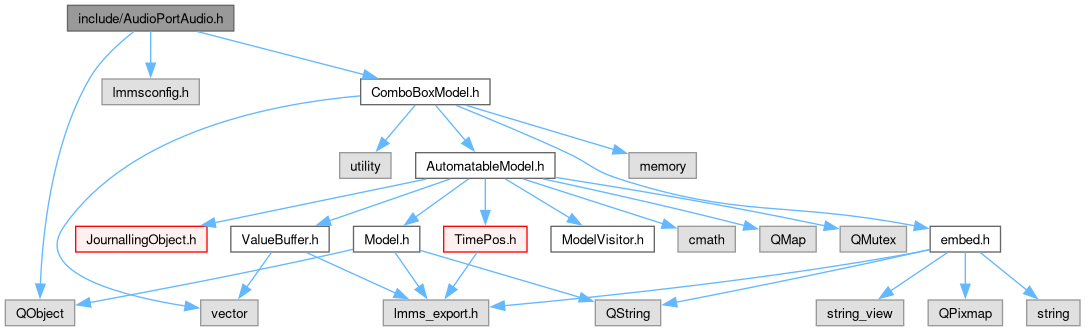 include/AudioPortAudio.h
lmmsconfig.h
ComboBoxModel.h
utility
AutomatableModel.h
memory
JournallingObject.h
ValueBuffer.h
Model.h
TimePos.h
ModelVisitor.h
cmath
QMap
QMutex
embed.h
QObject
vector
lmms_export.h
QString
string_view
QPixmap
string